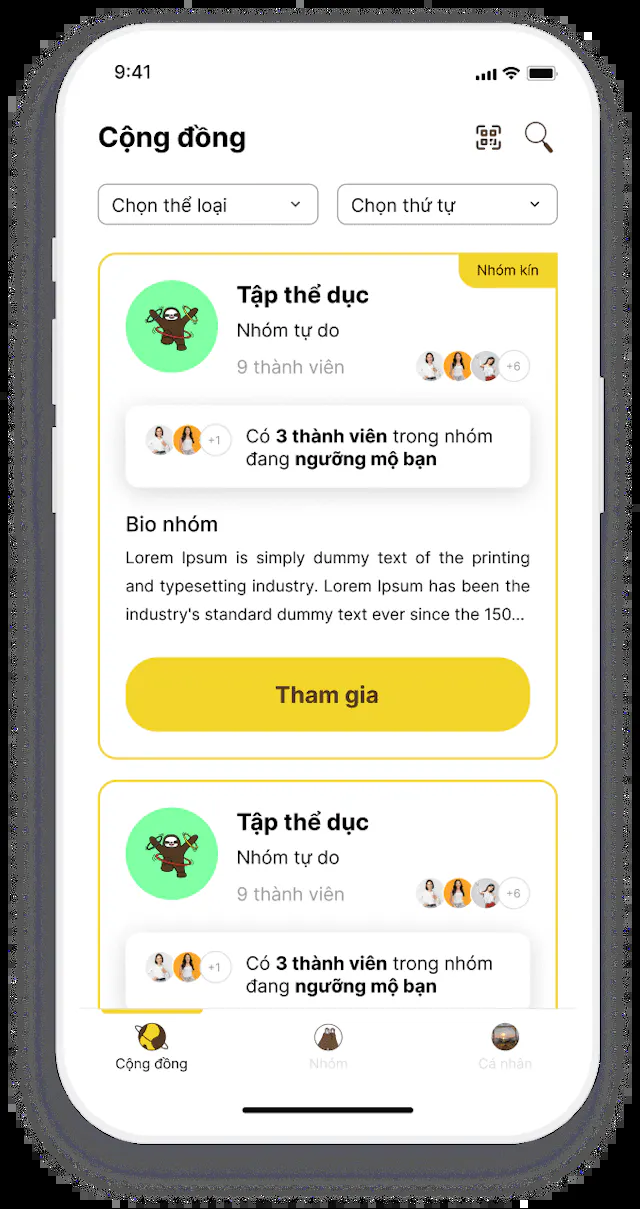 9:41
Cộng đồng
Chọn thể loại
Chọn thứ tự
Nhóm kín
Tập thể dục
Nhóm tự do
9 thành viên
+6
+1
Có 3 thành viên trong nhóm
đang ngưỡng mộ bạn
Bio nhóm
Lorem Ipsum is simply dummy text of the printing
and typesetting industry. Lorem Ipsum has been the
industry's standard dummy text ever since the 150...
Tham gia
Tập thể dục
Nhóm tự do
9 thành viên
+6
+1
Có 3 thành viên trong nhóm
đang ngưỡng mộ bạn
Cộng đồng
Nhóm
Cá nhận